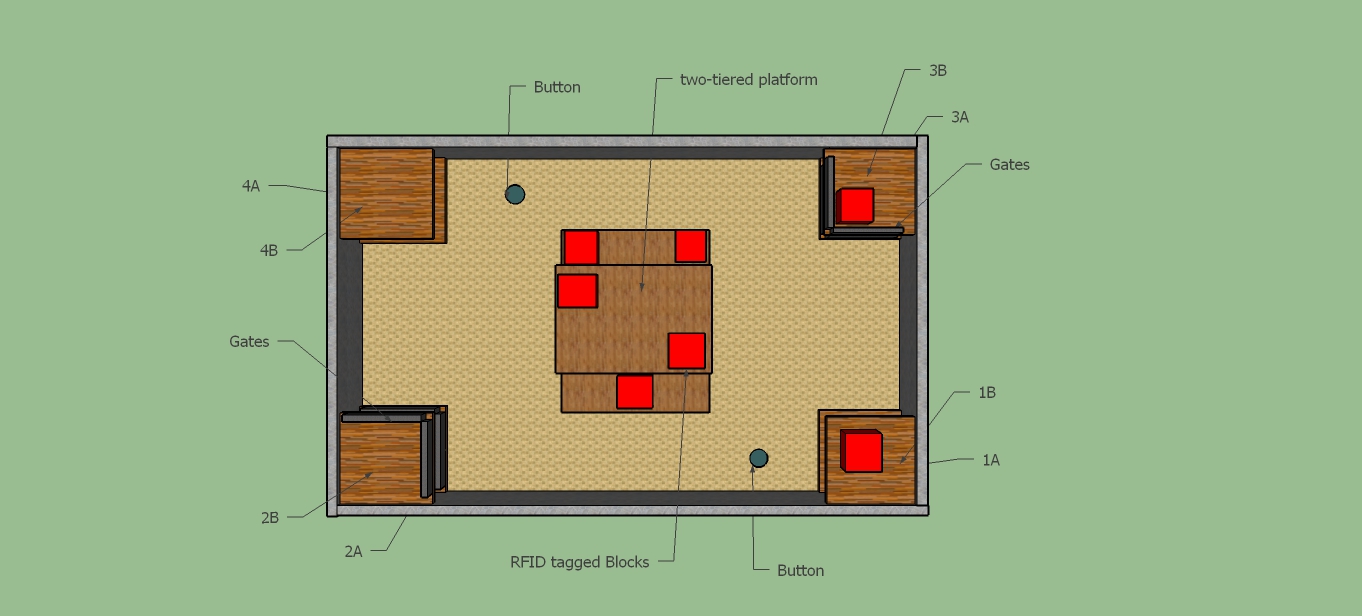 3B
two-tiered platform
Button
3A
Gates
4A
4B
Gates
1B
1A
2B
2A
RFID tagged Blocks
Button